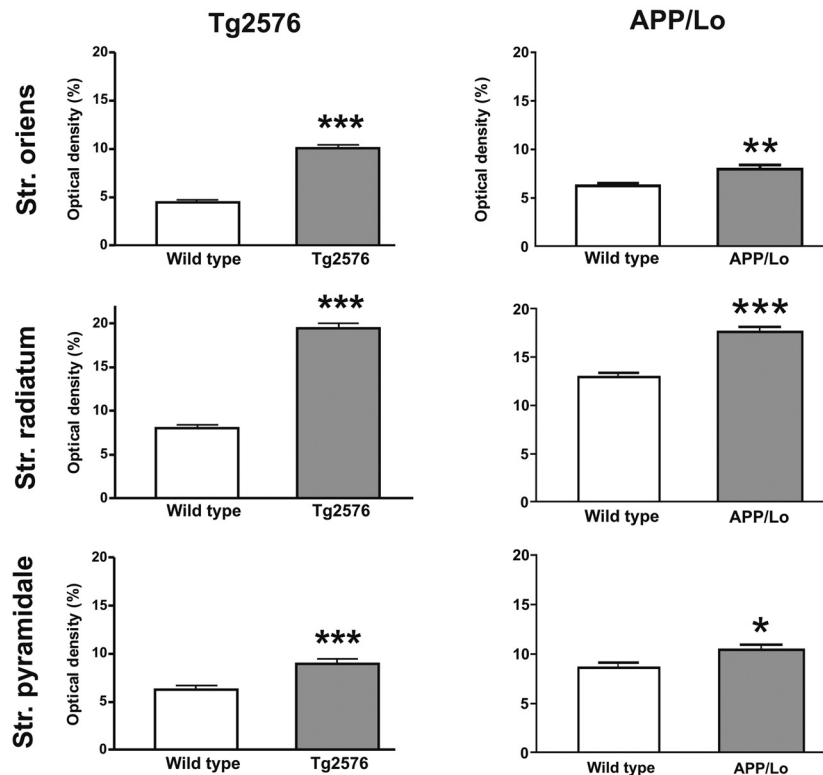 Tg2576
APP/Lo
Str. oriens
Optical density (%)
20
15
10
5
0
***
Wild type
Tg2576
Optical density (%)
20
15
10
5
0
**
Wild type
APP/Lo
Str. radiatum
Optical density (%)
20
15
10
5
0
***
Wild type
Tg2576
20
15
10
5
0
***
Wild type
APP/Lo
Str. pyramidale
Optical density (%)
20
15
10
5
0
***
Wild type
Tg2576
20
15
10
5
0
*
Wild type
APP/Lo